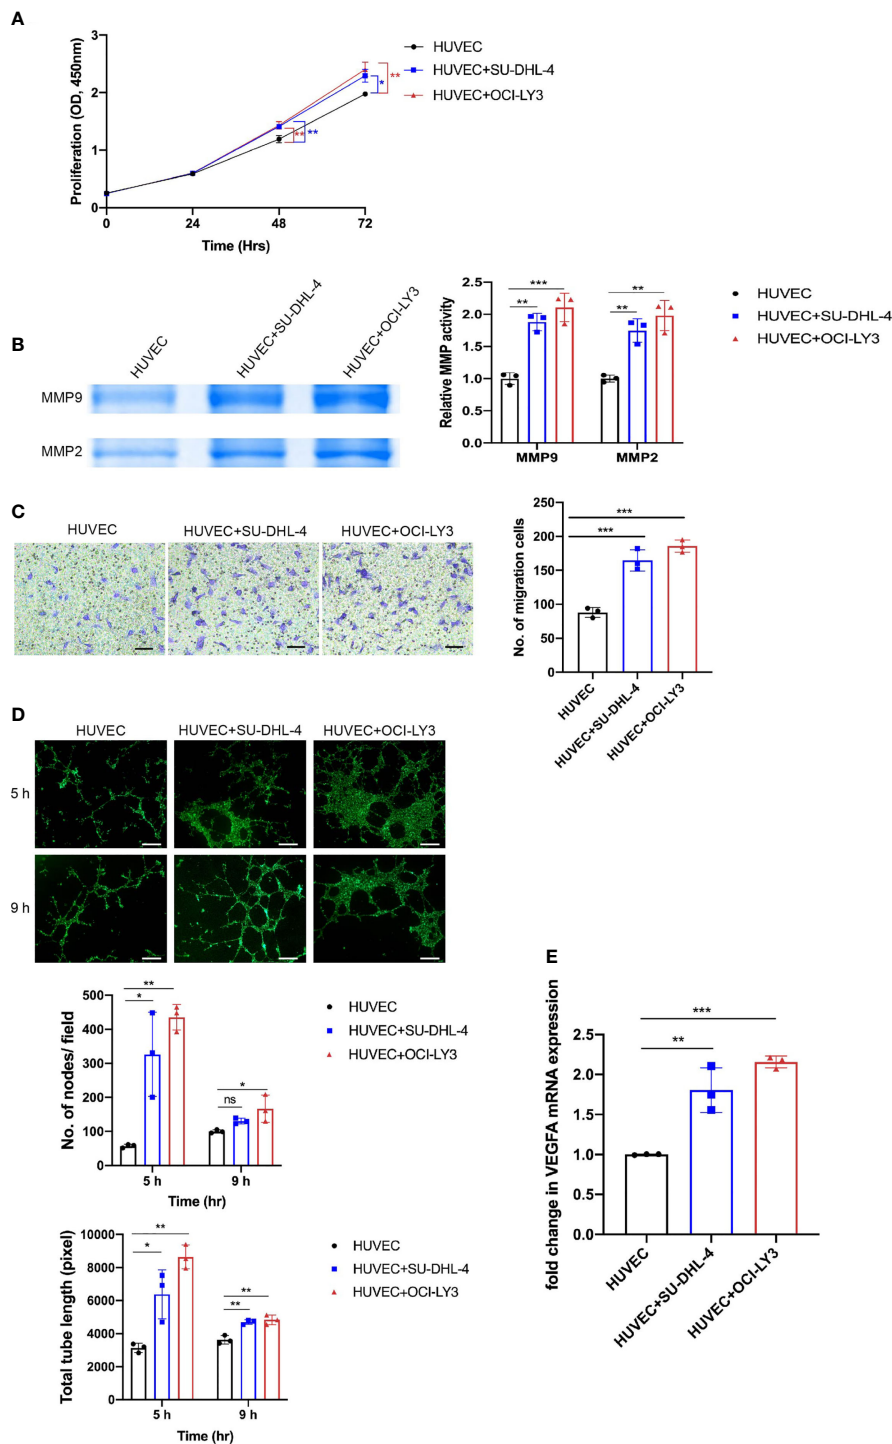 A
Proliferation (OD, 450nm)
3
2
1
0
0
24
48
72
Time (Hrs)
**
**
*
**
HUVEC
HUVEC+SU-DHL-4
HUVEC+OCI-LY3
B
HUVEC
HUVEC+SU-DHL-4
HUVEC+OCI-LY3
MMP9
MMP2
Relative MMP activity
2.5
2.0
1.5
1.0
0.5
0.0
***
**
**
**
MMP9
MMP2
HUVEC
HUVEC+SU-DHL-4
HUVEC+OCI-LY3
C
HUVEC
HUVEC+SU-DHL-4
HUVEC+OCI-LY3
No. of migration cells
250
200
150
100
50
0
***
***
HUVEC
HUVEC+SU-DHL-4
HUVEC+OCI-LY3
D
HUVEC
HUVEC+SU-DHL-4
HUVEC+OCI-LY3
5 h
9 h
No. of nodes/ field
500
400
300
200
100
0
**
*
*
ns
5 h
9 h
Time (hr)
HUVEC
HUVEC+SU-DHL-4
HUVEC+OCI-LY3
Total tube length (pixel)
10000
8000
6000
4000
2000
0
**
*
**
**
5 h
9 h
Time (hr)
HUVEC
HUVEC+SU-DHL-4
HUVEC+OCI-LY3
E
fold change in VEGFA mRNA expression
2.5
2.0
1.5
1.0
0.5
0.0
***
**
HUVEC
HUVEC+SU-DHL-4
HUVEC+OCI-LY3